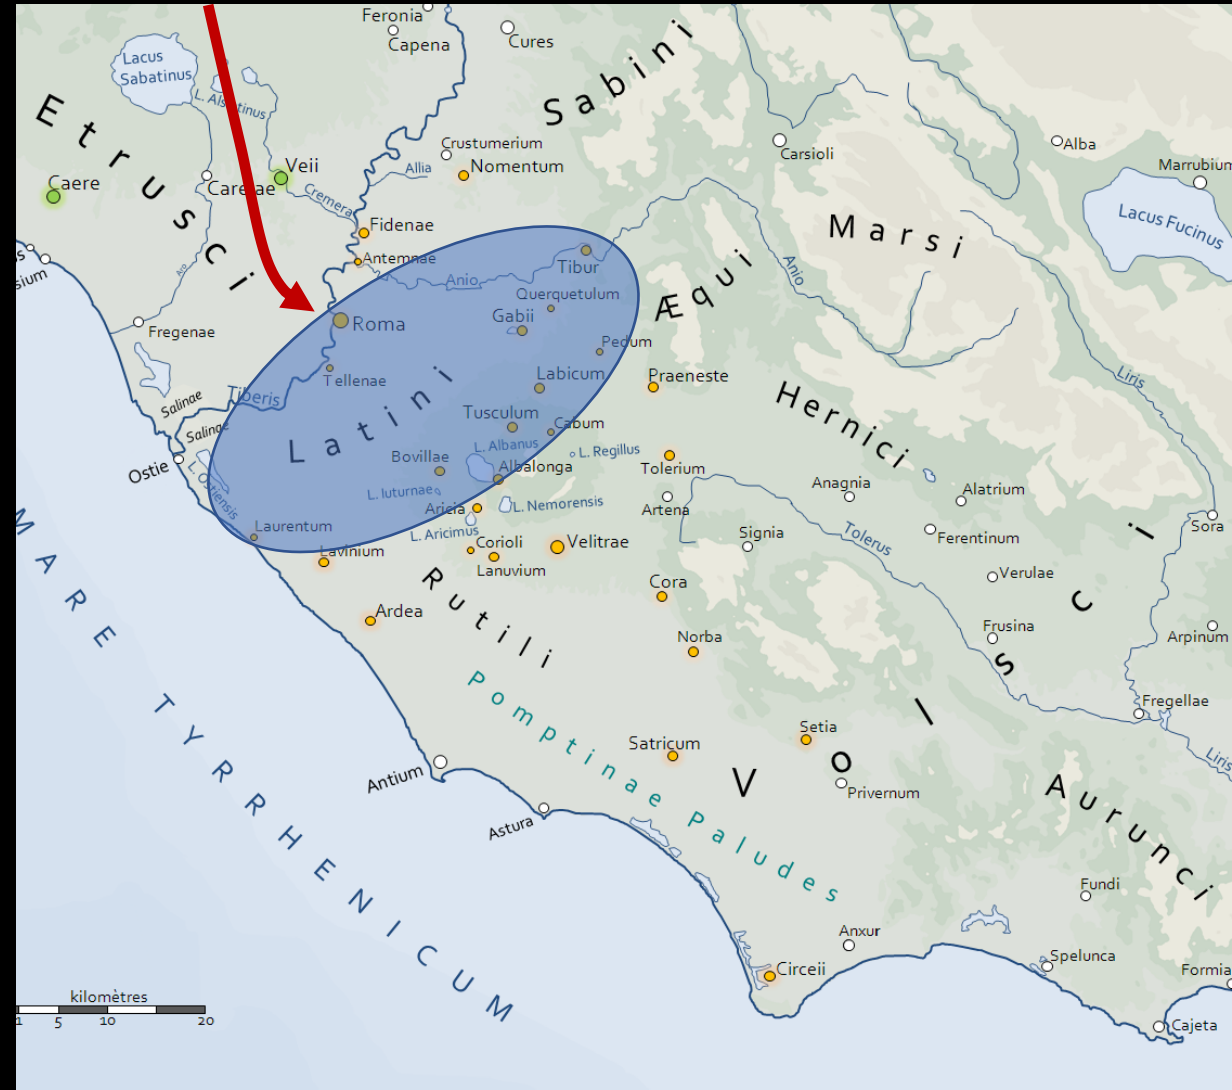 Feronia
Capena
Cures
Lacus
Sabatinus
L. Alsetinus
Sabini
Etrusci
Crustumerium
Nomentum
Allia
Carsioli
Alba
Marrubium
Lacus Fucinus
Veii
Caere
Careiae
Cremera
Fidenae
Antemnae
Anio
Tibur
Marsi
Anio
Æqui
Querquetulum
Gabii
Roma
Fregenae
Pedum
Tellenae
Labicum
Praeneste
Liris
Tiberis
Latini
Hernici
Salinae
Salinae
Tusculum
Cabum
L. Albanus
L. Regillus
Ostie
L. Ostiensis
Bovillae
Albalonga
Tolerium
Anagnia
Alatrium
L. Iuturnae
Aricia
L. Nemorensis
Artena
Laurentum
L. Aricimus
Signia
Tolerus
Ferentinum
Sora
Lavinium
Corioli
Velitrae
Lanuvium
Verulae
Cora
Rutili
Ardea
Norba
Frusina
Arpinum
Volsci
Pomptinae Paludes
Fregellae
Satricum
Setia
Liris
Antium
Privernum
Aurunci
Astura
MARE TYRRHENICUM
Fundi
Anxur
Spelunca
Circeii
Formia
kilomètres
1 5 10 20
Cajeta